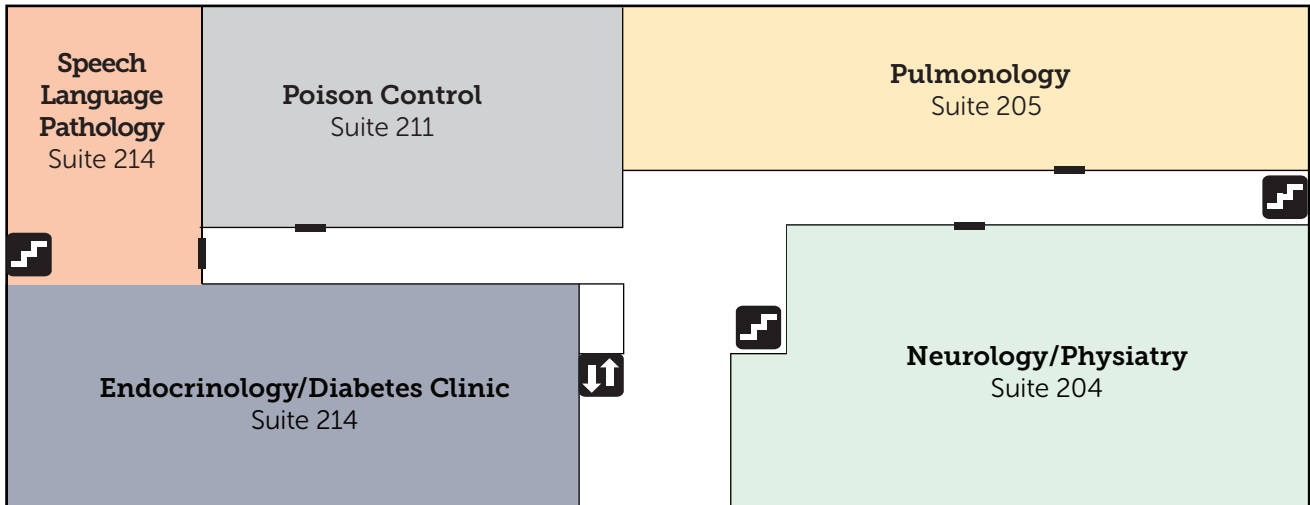 Speech
Language
Pathology
Suite 214
Poison Control
Suite 211
Pulmonology
Suite 205
Endocrinology/Diabetes Clinic
Suite 214
Neurology/Physiatry
Suite 204